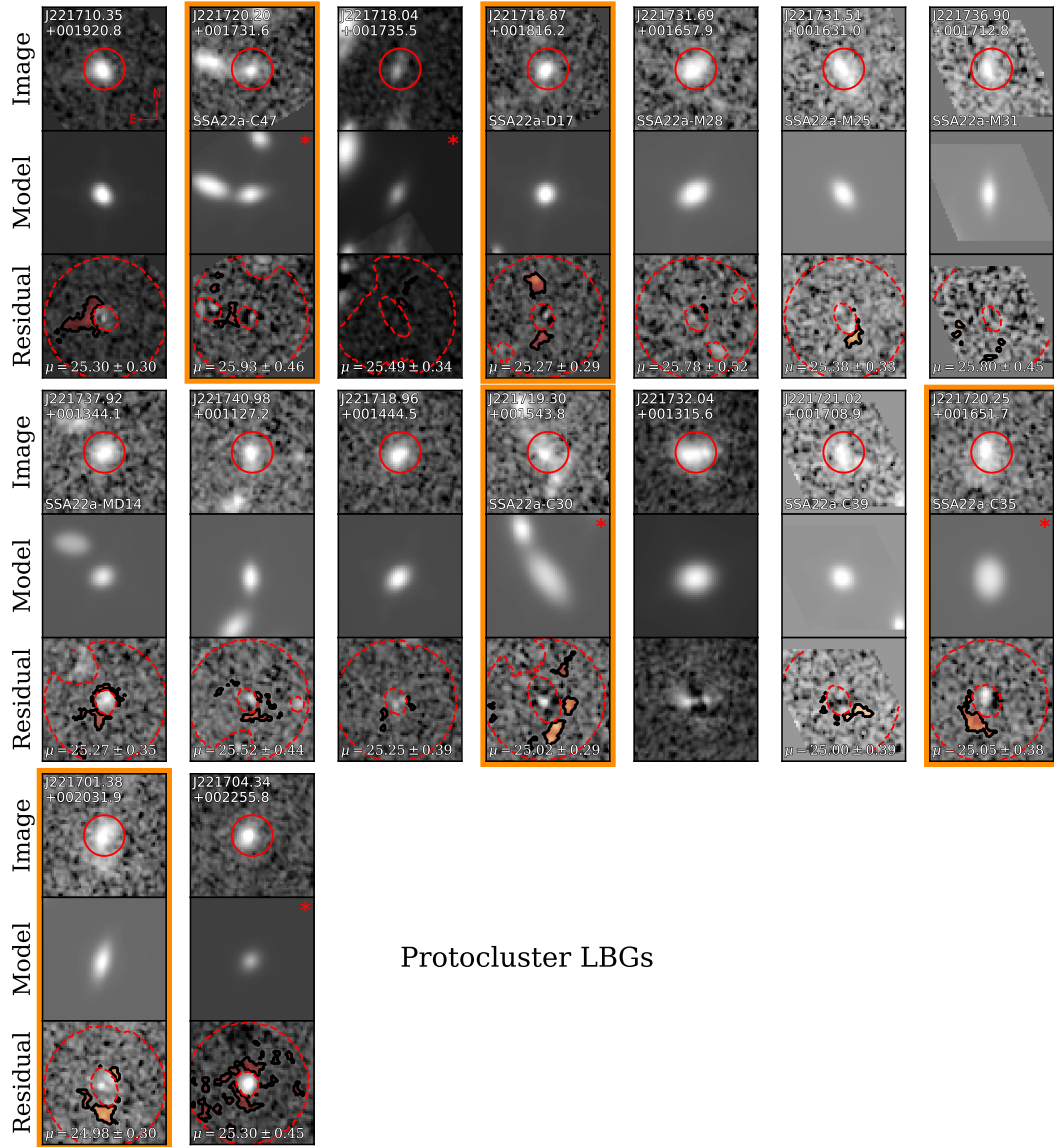 Image
J221710.35
+001920.8
N
E
J221720.20
+001731.6
SSA22a-C47
J221718.04
+001735.5
J221718.87
+001816.2
SSA22a-D17
J221731.69
+001657.9
SSA22a-M28
J221731.51
+001631.0
SSA22a-M25
J221736.90
+001712.8
SSA22a-M31
Model
*
*
Residual
μ = 25.30 ± 0.30
μ = 25.93 ± 0.46
μ = 25.49 ± 0.34
μ = 25.27 ± 0.29
μ = 25.78 ± 0.52
μ = 25.38 ± 0.33
μ = 25.80 ± 0.45
Image
J221737.92
+001344.1
SSA22a-MD14
J221740.98
+001127.2
J221718.96
+001444.5
J221719.30
+001543.8
SSA22a-C30
J221732.04
+001315.6
J221721.02
+001708.9
SSA22a-C39
J221720.25
+001651.7
SSA22a-C35
Model
*
*
Residual
μ = 25.27 ± 0.35
μ = 25.52 ± 0.44
μ = 25.25 ± 0.39
μ = 25.02 ± 0.29
μ = 25.00 ± 0.39
μ = 25.05 ± 0.38
Image
J221701.38
+002031.9
J221704.34
+002255.8
Model
*
Protocluster LBGs
Residual
μ = 24.98 ± 0.30
μ = 25.30 ± 0.45